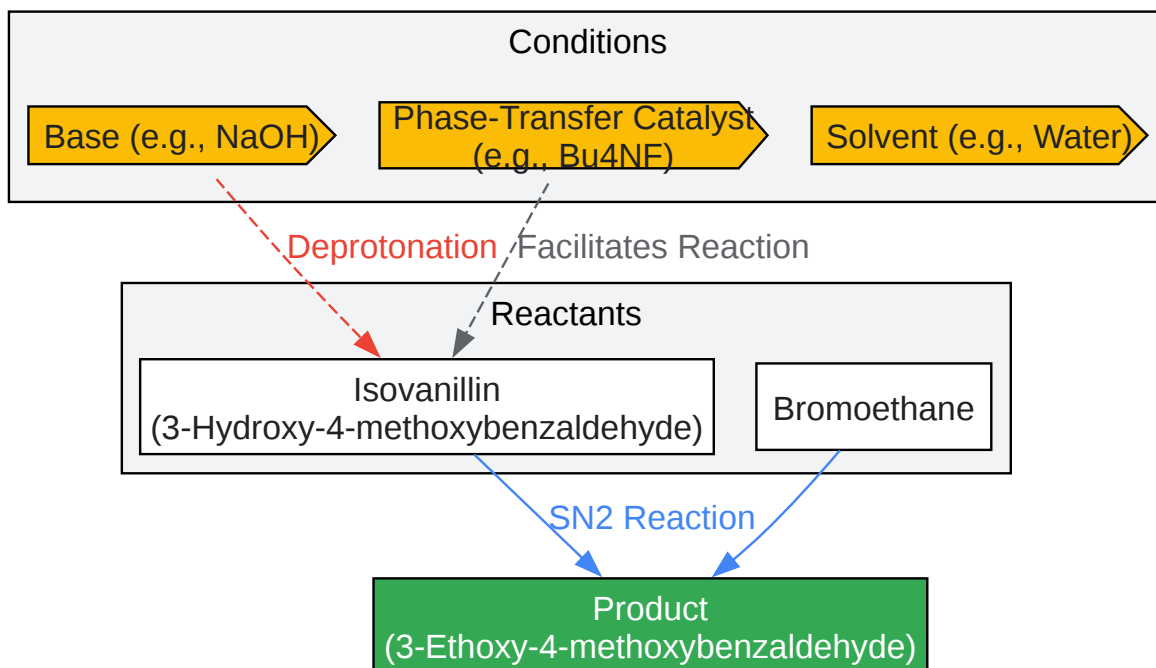 Conditions
Base (e.g., NaOH)
Phase-Transfer Catalyst
(e.g., Bu4NF)
Solvent (e.g., Water)
Deprotonation
Facilitates Reaction
Reactants
Isovanillin
(3-Hydroxy-4-methoxybenzaldehyde)
Bromoethane
SN2 Reaction
Product
(3-Ethoxy-4-methoxybenzaldehyde)